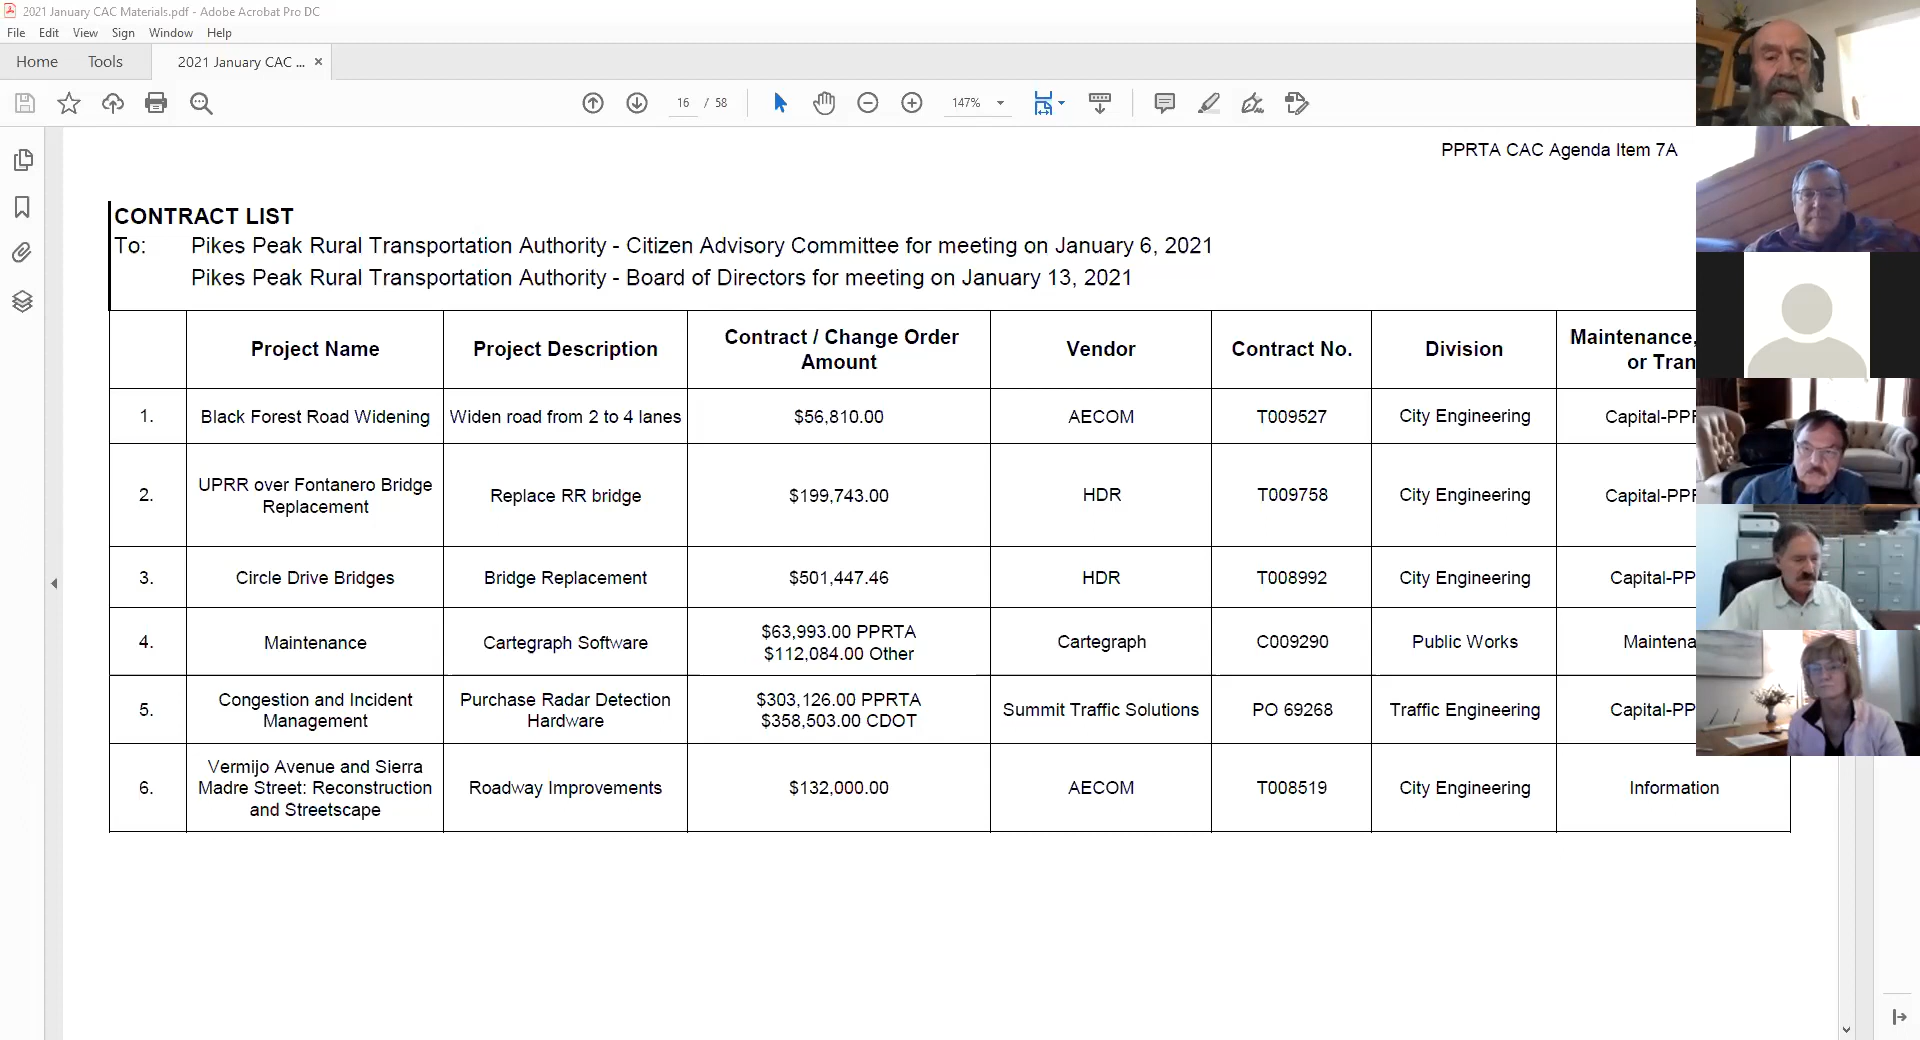 2021 January CAC Materials.pdf - Adobe Acrobat Pro DC
File Edit View Sign Window Help
Home Tools 2021 January CAC ... ×
16 / 58 147%
PPRTA CAC Agenda Item 7A
CONTRACT LIST
To: Pikes Peak Rural Transportation Authority - Citizen Advisory Committee for meeting on January 6, 2021
Pikes Peak Rural Transportation Authority - Board of Directors for meeting on January 13, 2021
Project Name Project Description Contract / Change Order Amount Vendor Contract No. Division Maintenance, or Tran
1. Black Forest Road Widening Widen road from 2 to 4 lanes $56,810.00 AECOM T009527 City Engineering Capital-PPF
2. UPRR over Fontanero Bridge Replacement Replace RR bridge $199,743.00 HDR T009758 City Engineering Capital-PPF
3. Circle Drive Bridges Bridge Replacement $501,447.46 HDR T008992 City Engineering Capital-PP
4. Maintenance Cartegraph Software $63,993.00 PPRTA $112,084.00 Other Cartegraph C009290 Public Works Maintena
5. Congestion and Incident Management Purchase Radar Detection Hardware $303,126.00 PPRTA $358,503.00 CDOT Summit Traffic Solutions PO 69268 Traffic Engineering Capital-PP
6. Vermijo Avenue and Sierra Madre Street: Reconstruction and Streetscape Roadway Improvements $132,000.00 AECOM T008519 City Engineering Information